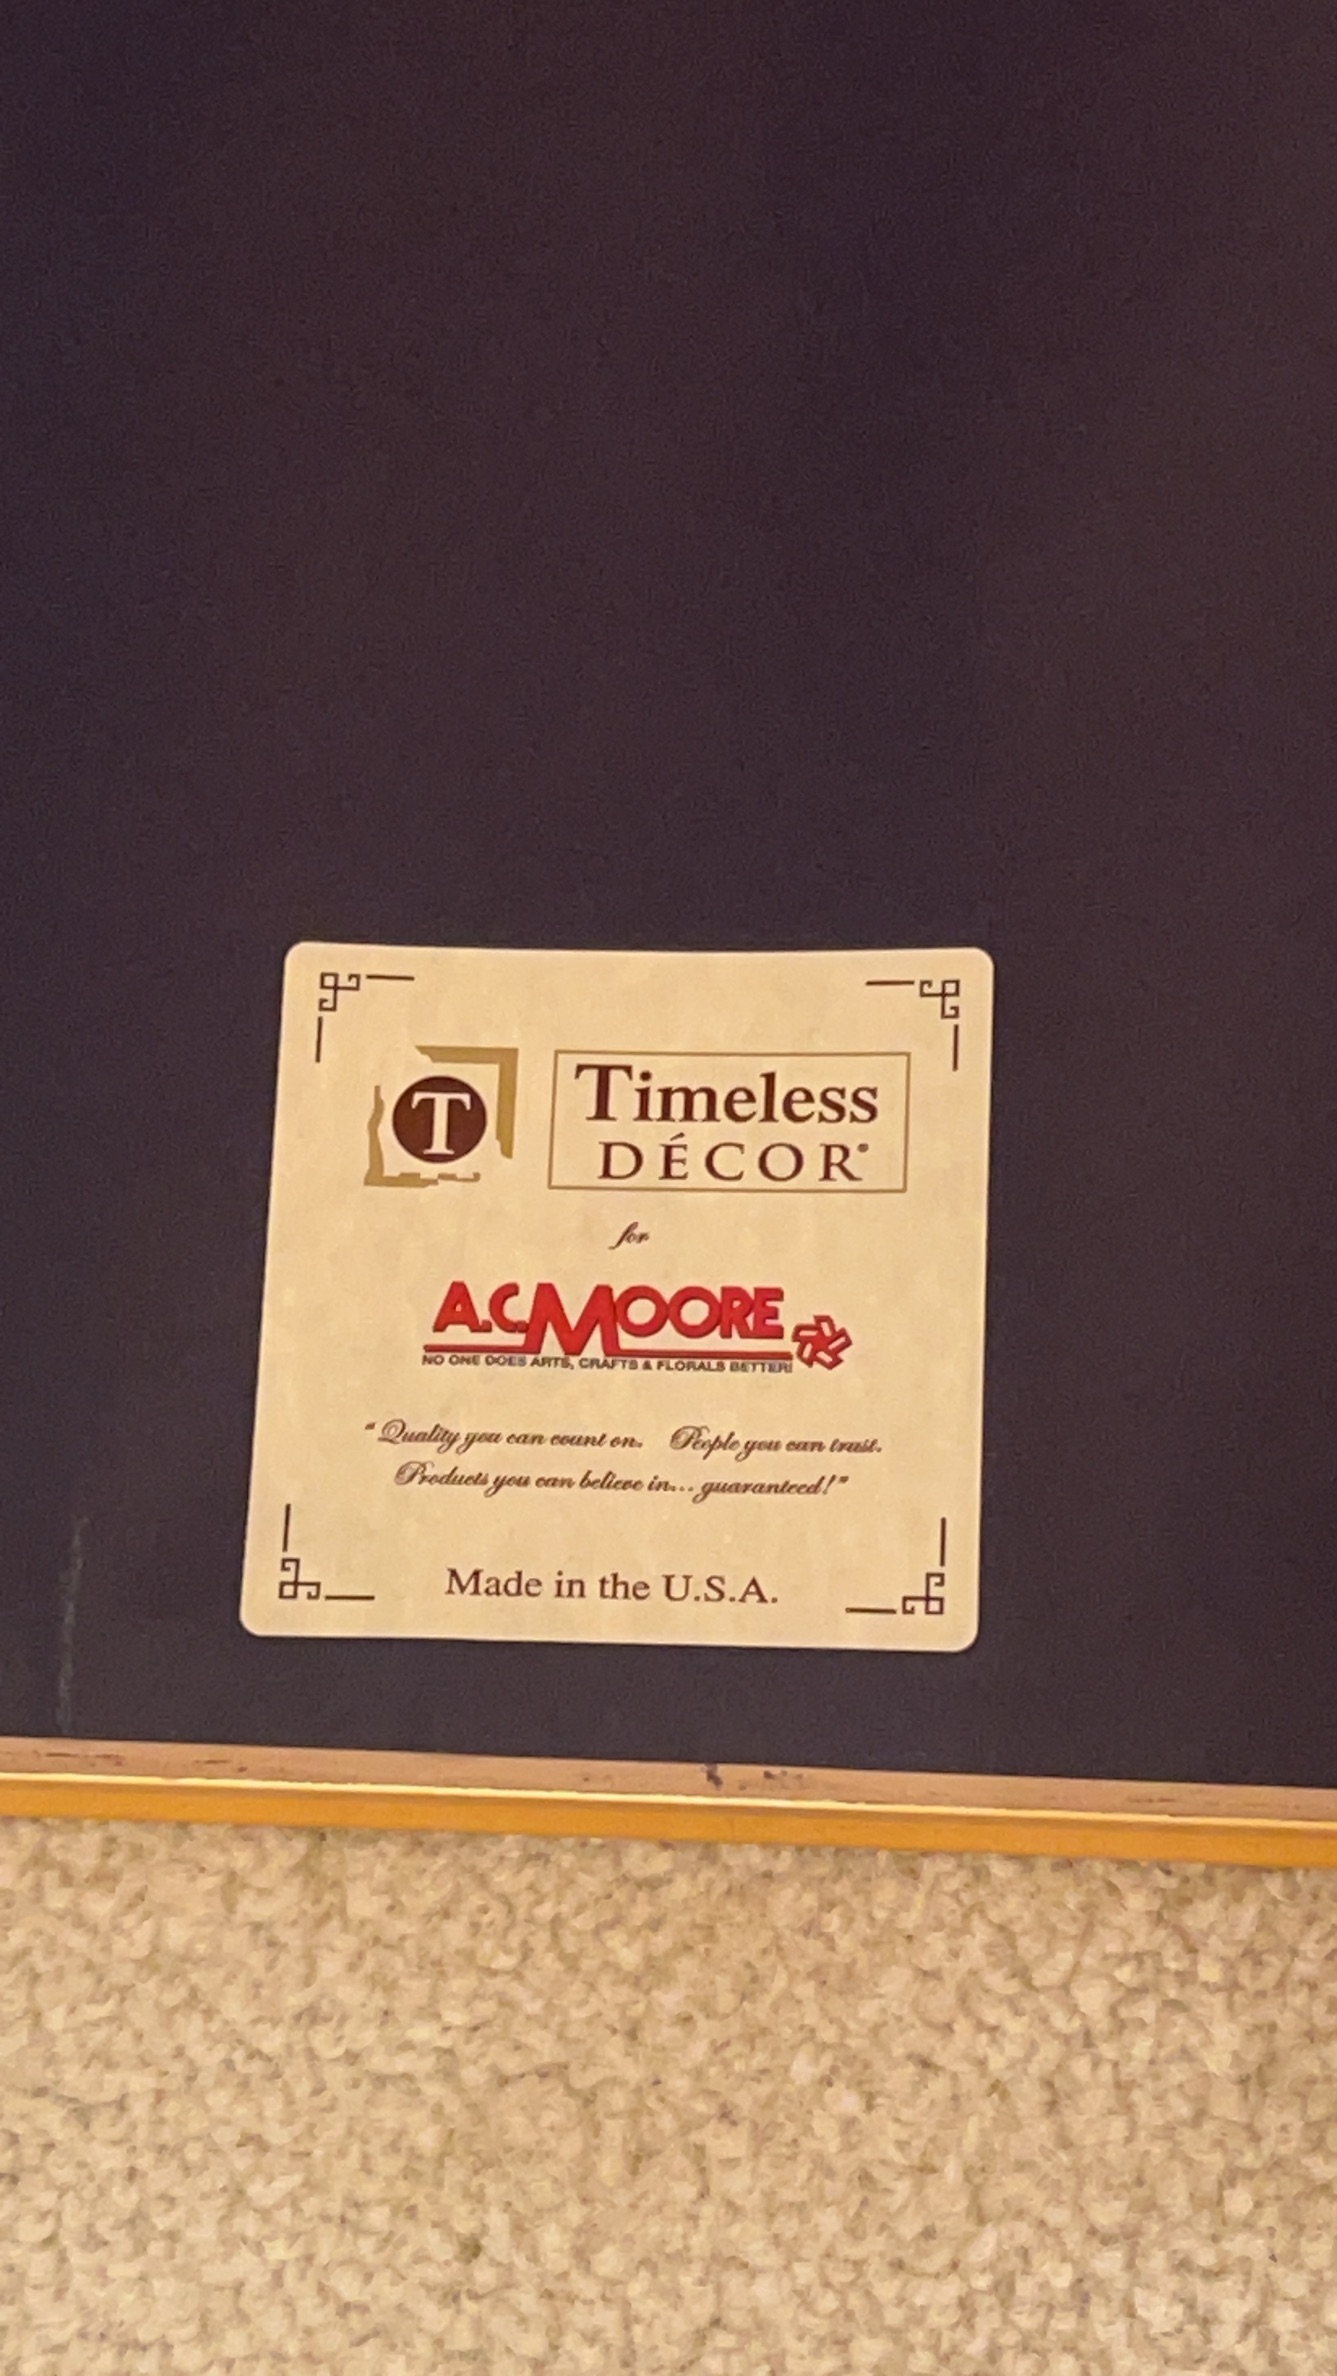 T
Timeless
DÉCOR®
for
A.C.MOORE
NO ONE DOES ARTS, CRAFTS & FLORALS BETTER!
"Quality you can count on. People you can trust.
Products you can believe in... guaranteed!"
Made in the U.S.A.